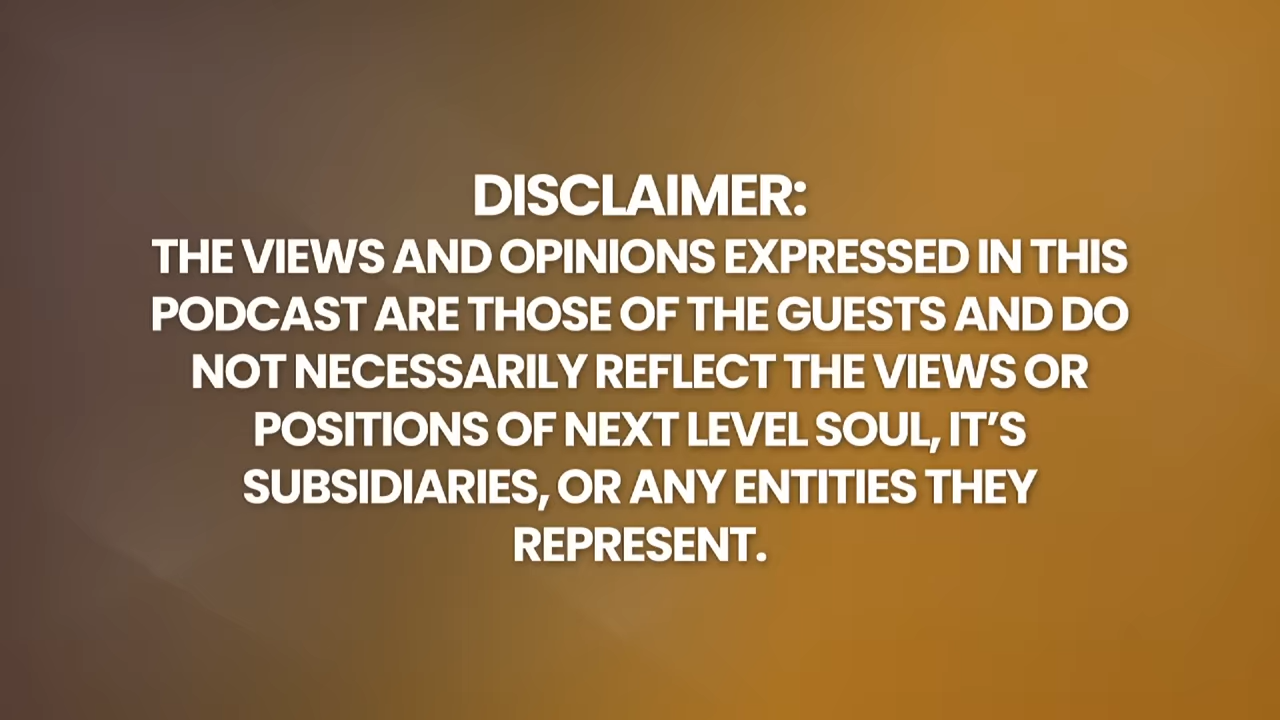 DISCLAIMER:
THE VIEWS AND OPINIONS EXPRESSED IN THIS
PODCAST ARE THOSE OF THE GUESTS AND DO
NOT NECESSARILY REFLECT THE VIEWS OR
POSITIONS OF NEXT LEVEL SOUL, IT’S
SUBSIDIARIES, OR ANY ENTITIES THEY
REPRESENT.